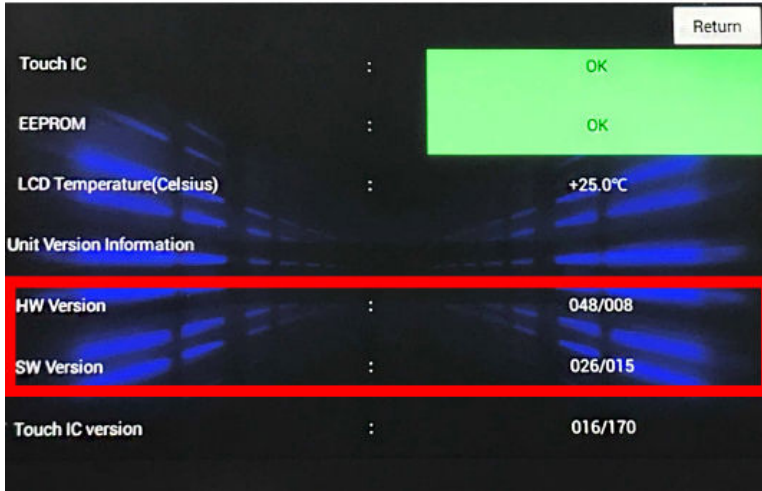 Return
Touch IC : OK
EEPROM : OK
LCD Temperature(Celsius) : +25.0℃
Unit Version Information
HW Version : 048/008
SW Version : 026/015
Touch IC version : 016/170